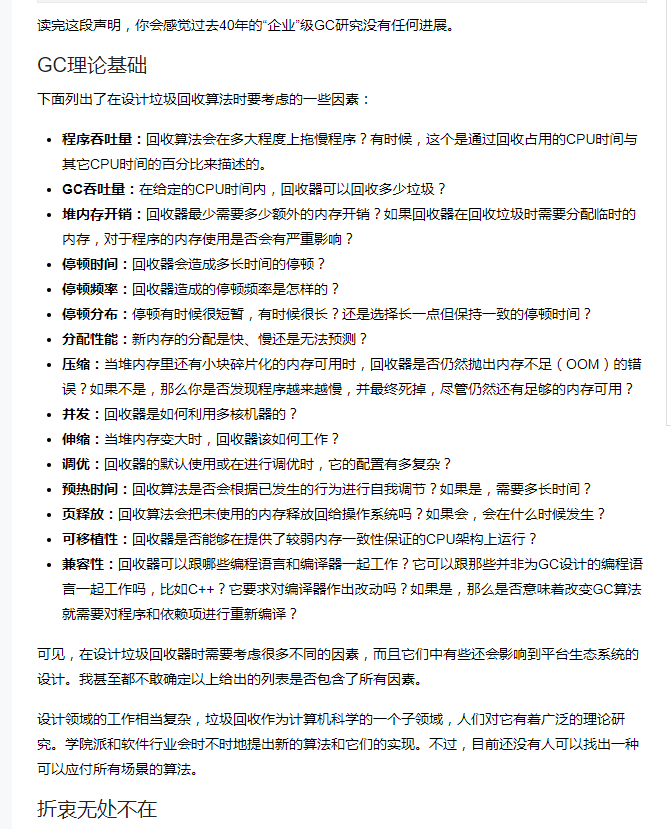 读完这段声明，你会感觉过去40年的“企业”级GC研究没有任何进展。
GC理论基础
下面列出了在设计垃圾回收算法时要考虑的一些因素：
• 程序吞吐量：回收算法会在多大程度上拖慢程序？有时候，这个是通过回收占用的CPU时间与
其它CPU时间的百分比来描述的。
• GC吞吐量：在给定的CPU时间内，回收器可以回收多少垃圾？
• 堆内存开销：回收器最少需要多少额外的内存开销？如果回收器在回收垃圾时需要分配临时的
内存，对于程序的内存使用是否会有严重影响？
• 停顿时间：回收器会造成多长时间的停顿？
• 停顿频率：回收器造成的停顿频率是怎样的？
• 停顿分布：停顿有时候很短暂，有时候很长？还是选择长一点但保持一致的停顿时间？
• 分配性能：新内存的分配是快、慢还是无法预测？
• 压缩：当堆内存里还有小块碎片化的内存可用时，回收器是否仍然抛出内存不足（OOM）的错
误？如果不是，那么你是否发现程序越来越慢，并最终死掉，尽管仍然还有足够的内存可用？
• 并发：回收器是如何利用多核机器的？
• 伸缩：当堆内存变大时，回收器该如何工作？
• 调优：回收器的默认使用或在进行调优时，它的配置有多复杂？
• 预热时间：回收算法是否会根据已发生的行为进行自我调节？如果是，需要多长时间？
• 页释放：回收算法会把未使用的内存释放回给操作系统吗？如果会，会在什么时候发生？
• 可移植性：回收器是否能够在提供了较弱内存一致性保证的CPU架构上运行？
• 兼容性：回收器可以跟哪些编程语言和编译器一起工作？它可以跟那些并非为GC设计的编程语
言一起工作吗，比如C++？它要求对编译器作出改动吗？如果是，那么是否意味着改变GC算法
就需要对程序和依赖项进行重新编译？
可见，在设计垃圾回收器时需要考虑很多不同的因素，而且它们中有些还会影响到平台生态系统的
设计。我甚至都不敢确定以上给出的列表是否包含了所有因素。
设计领域的工作相当复杂，垃圾回收作为计算机科学的一个子领域，人们对它有着广泛的理论研
究。学院派和软件行业会时不时地提出新的算法和它们的实现。不过，目前还没有人可以找出一种
可以应付所有场景的算法。
折衷无处不在